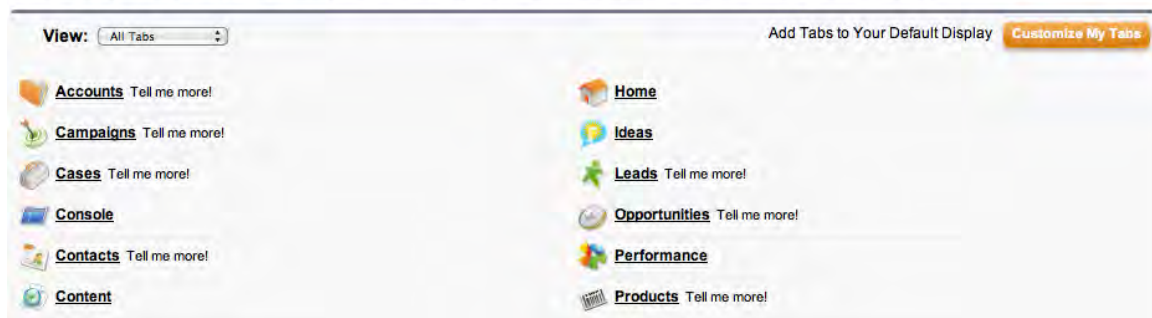 View: All Tabs
Add Tabs to Your Default Display Customize My Tabs
Accounts Tell me more!
Campaigns Tell me more!
Cases Tell me more!
Console
Contacts Tell me more!
Content
Home
Ideas
Leads Tell me more!
Opportunities Tell me more!
Performance
Products Tell me more!